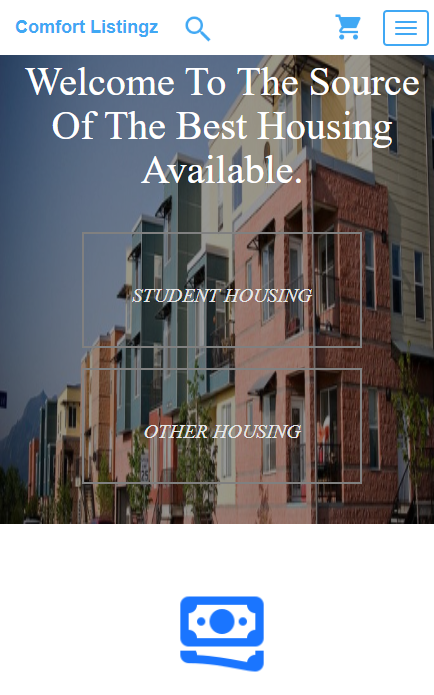 Comfort Listingz
Welcome To The Source
Of The Best Housing
Available.
STUDENT HOUSING
OTHER HOUSING